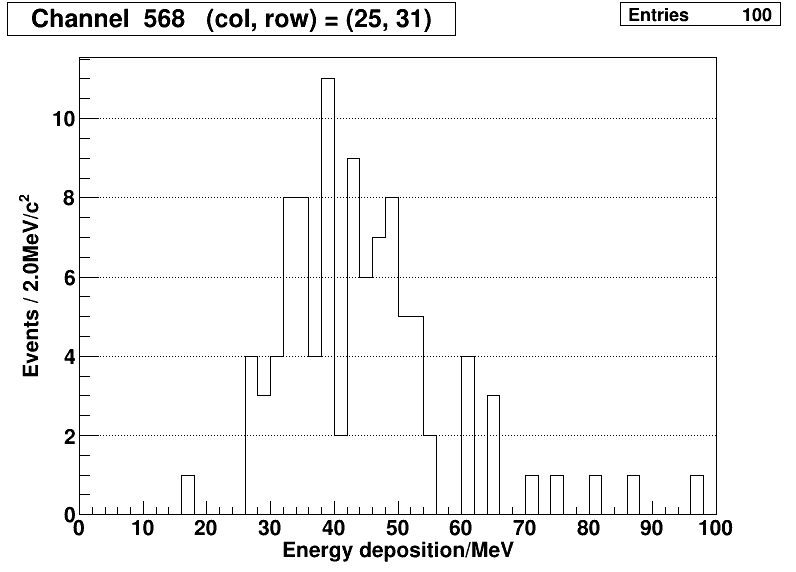 Channel 568 (col, row) = (25, 31)
Entries 100
Events / 2.0MeV/c²
10
8
6
4
2
0
0 10 20 30 40 50 60 70 80 90 100
Energy deposition/MeV